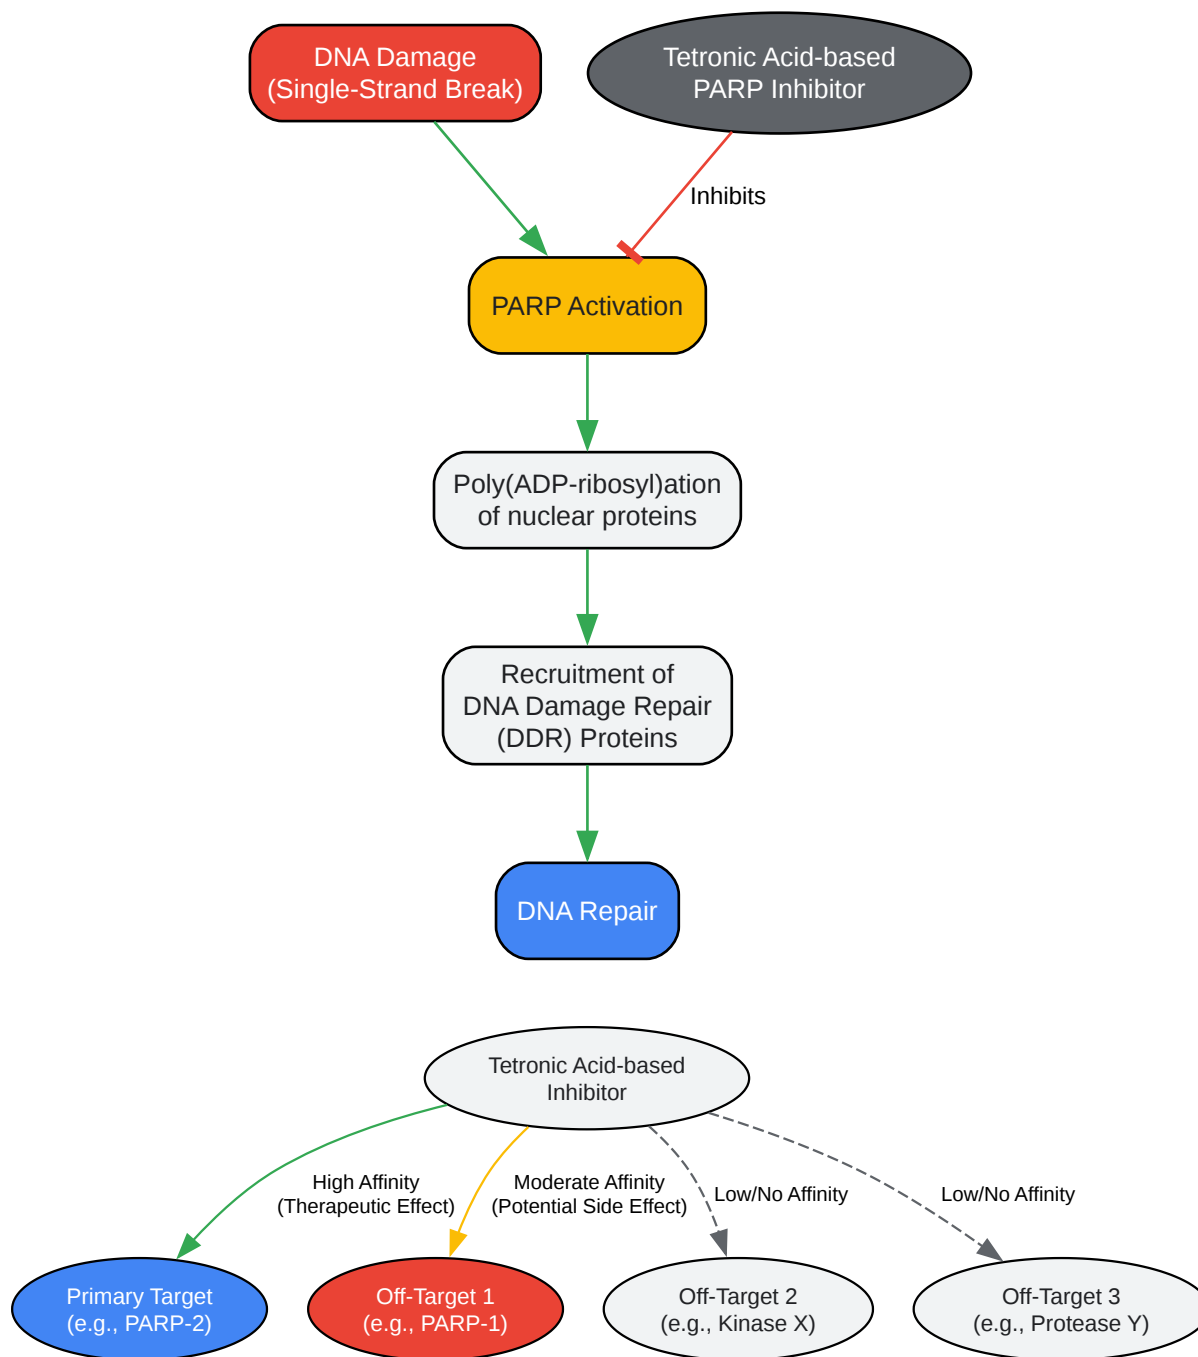 DNA Damage
(Single-Strand Break)
Tetronic Acid-based
PARP Inhibitor
Inhibits
PARP Activation
Poly(ADP-ribosyl)ation
of nuclear proteins
Recruitment of
DNA Damage Repair
(DDR) Proteins
DNA Repair
Tetronic Acid-based
Inhibitor
High Affinity
(Therapeutic Effect)
Moderate Affinity
(Potential Side Effect)
Low/No Affinity
Low/No Affinity
Primary Target
(e.g., PARP-2)
Off-Target 1
(e.g., PARP-1)
Off-Target 2
(e.g., Kinase X)
Off-Target 3
(e.g., Protease Y)